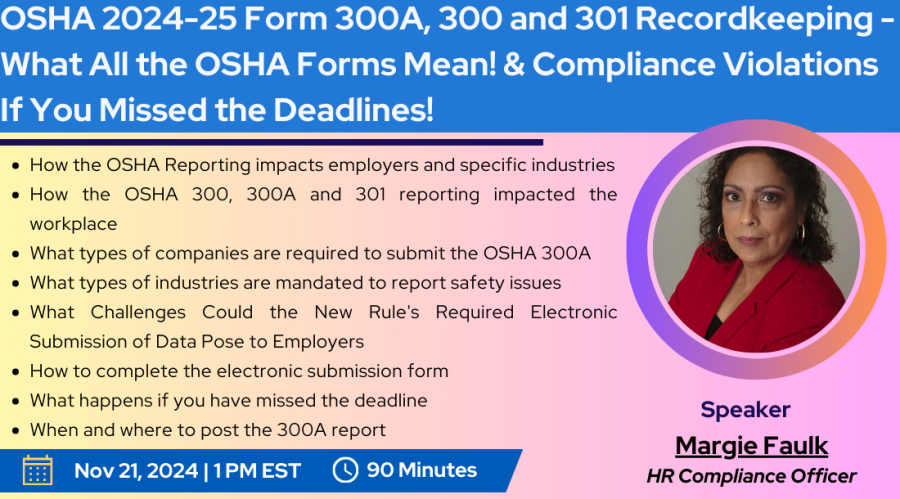 OSHA 2024-25 Form 300A, 300 and 301 Recordkeeping -
What All the OSHA Forms Mean! & Compliance Violations
If You Missed the Deadlines!
• How the OSHA Reporting impacts employers and specific industries
• How the OSHA 300, 300A and 301 reporting impacted the
workplace
• What types of companies are required to submit the OSHA 300A
• What types of industries are mandated to report safety issues
• What Challenges Could the New Rule's Required Electronic
Submission of Data Pose to Employers
• How to complete the electronic submission form
• What happens if you have missed the deadline
• When and where to post the 300A report
Nov 21, 2024 | 1 PM EST
90 Minutes
Speaker
Margie Faulk
HR Compliance Officer